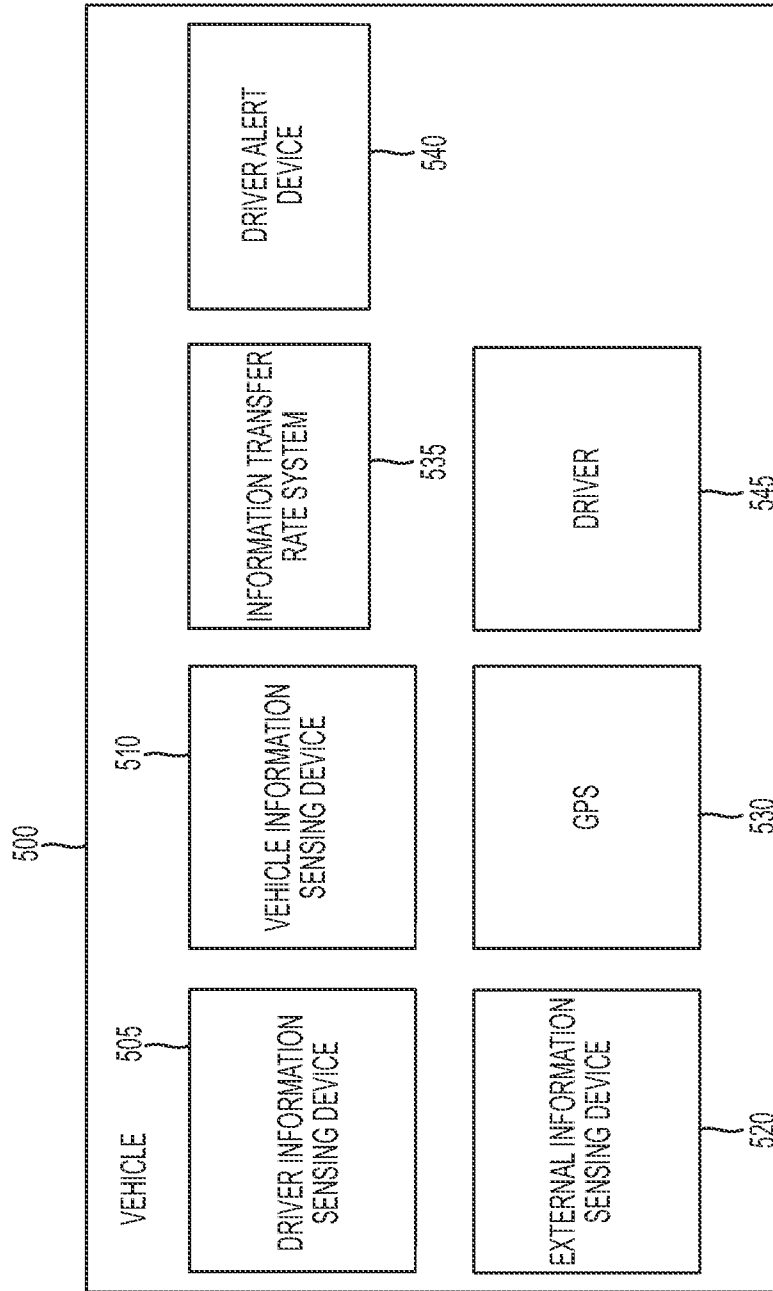 500
VEHICLE
505
510
DRIVER INFORMATION
SENSING DEVICE
VEHICLE INFORMATION
SENSING DEVICE
INFORMATION TRANSFER
RATE SYSTEM
535
DRIVER ALERT
DEVICE
540
EXTERNAL INFORMATION
SENSING DEVICE
520
GPS
530
DRIVER
545